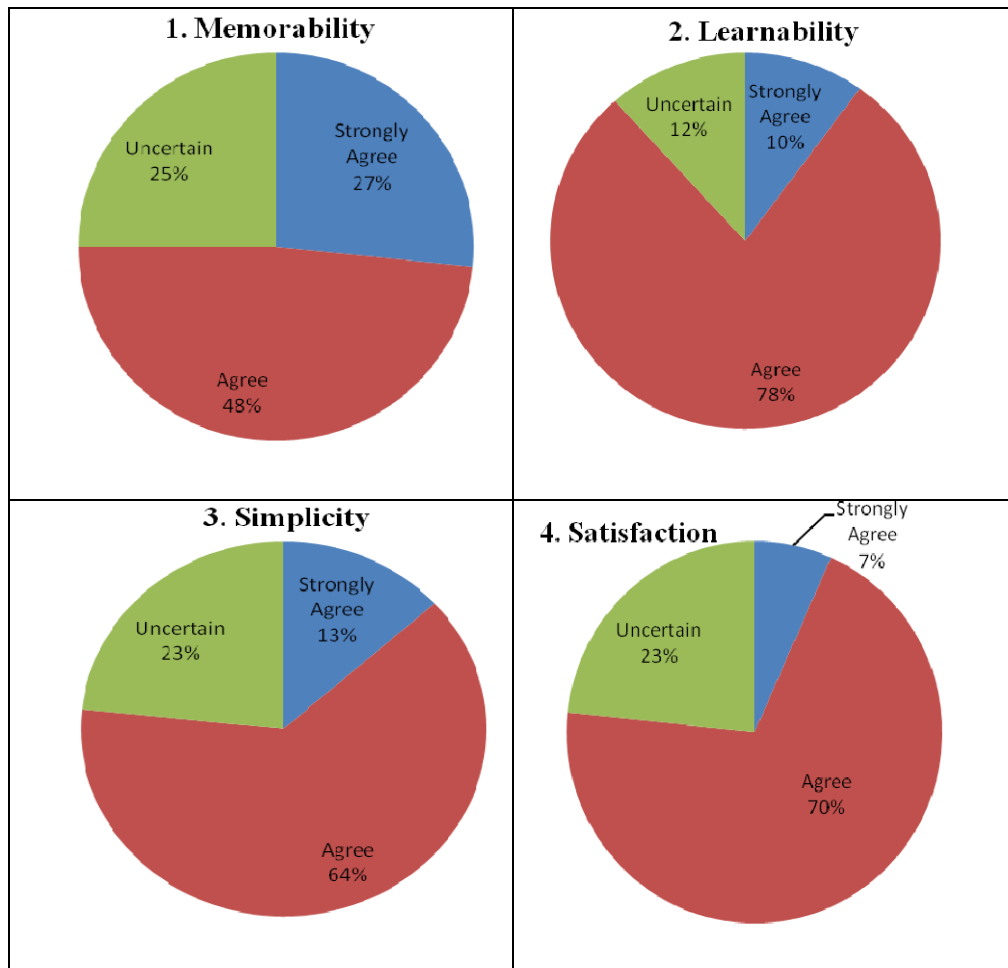 1. Memorability
Strongly
Agree
27%
Uncertain
25%
Agree
48%
2. Learnability
Strongly
Agree
10%
Uncertain
12%
Agree
78%
3. Simplicity
Strongly
Agree
13%
Uncertain
23%
Agree
64%
4. Satisfaction
Strongly
Agree
7%
Uncertain
23%
Agree
70%